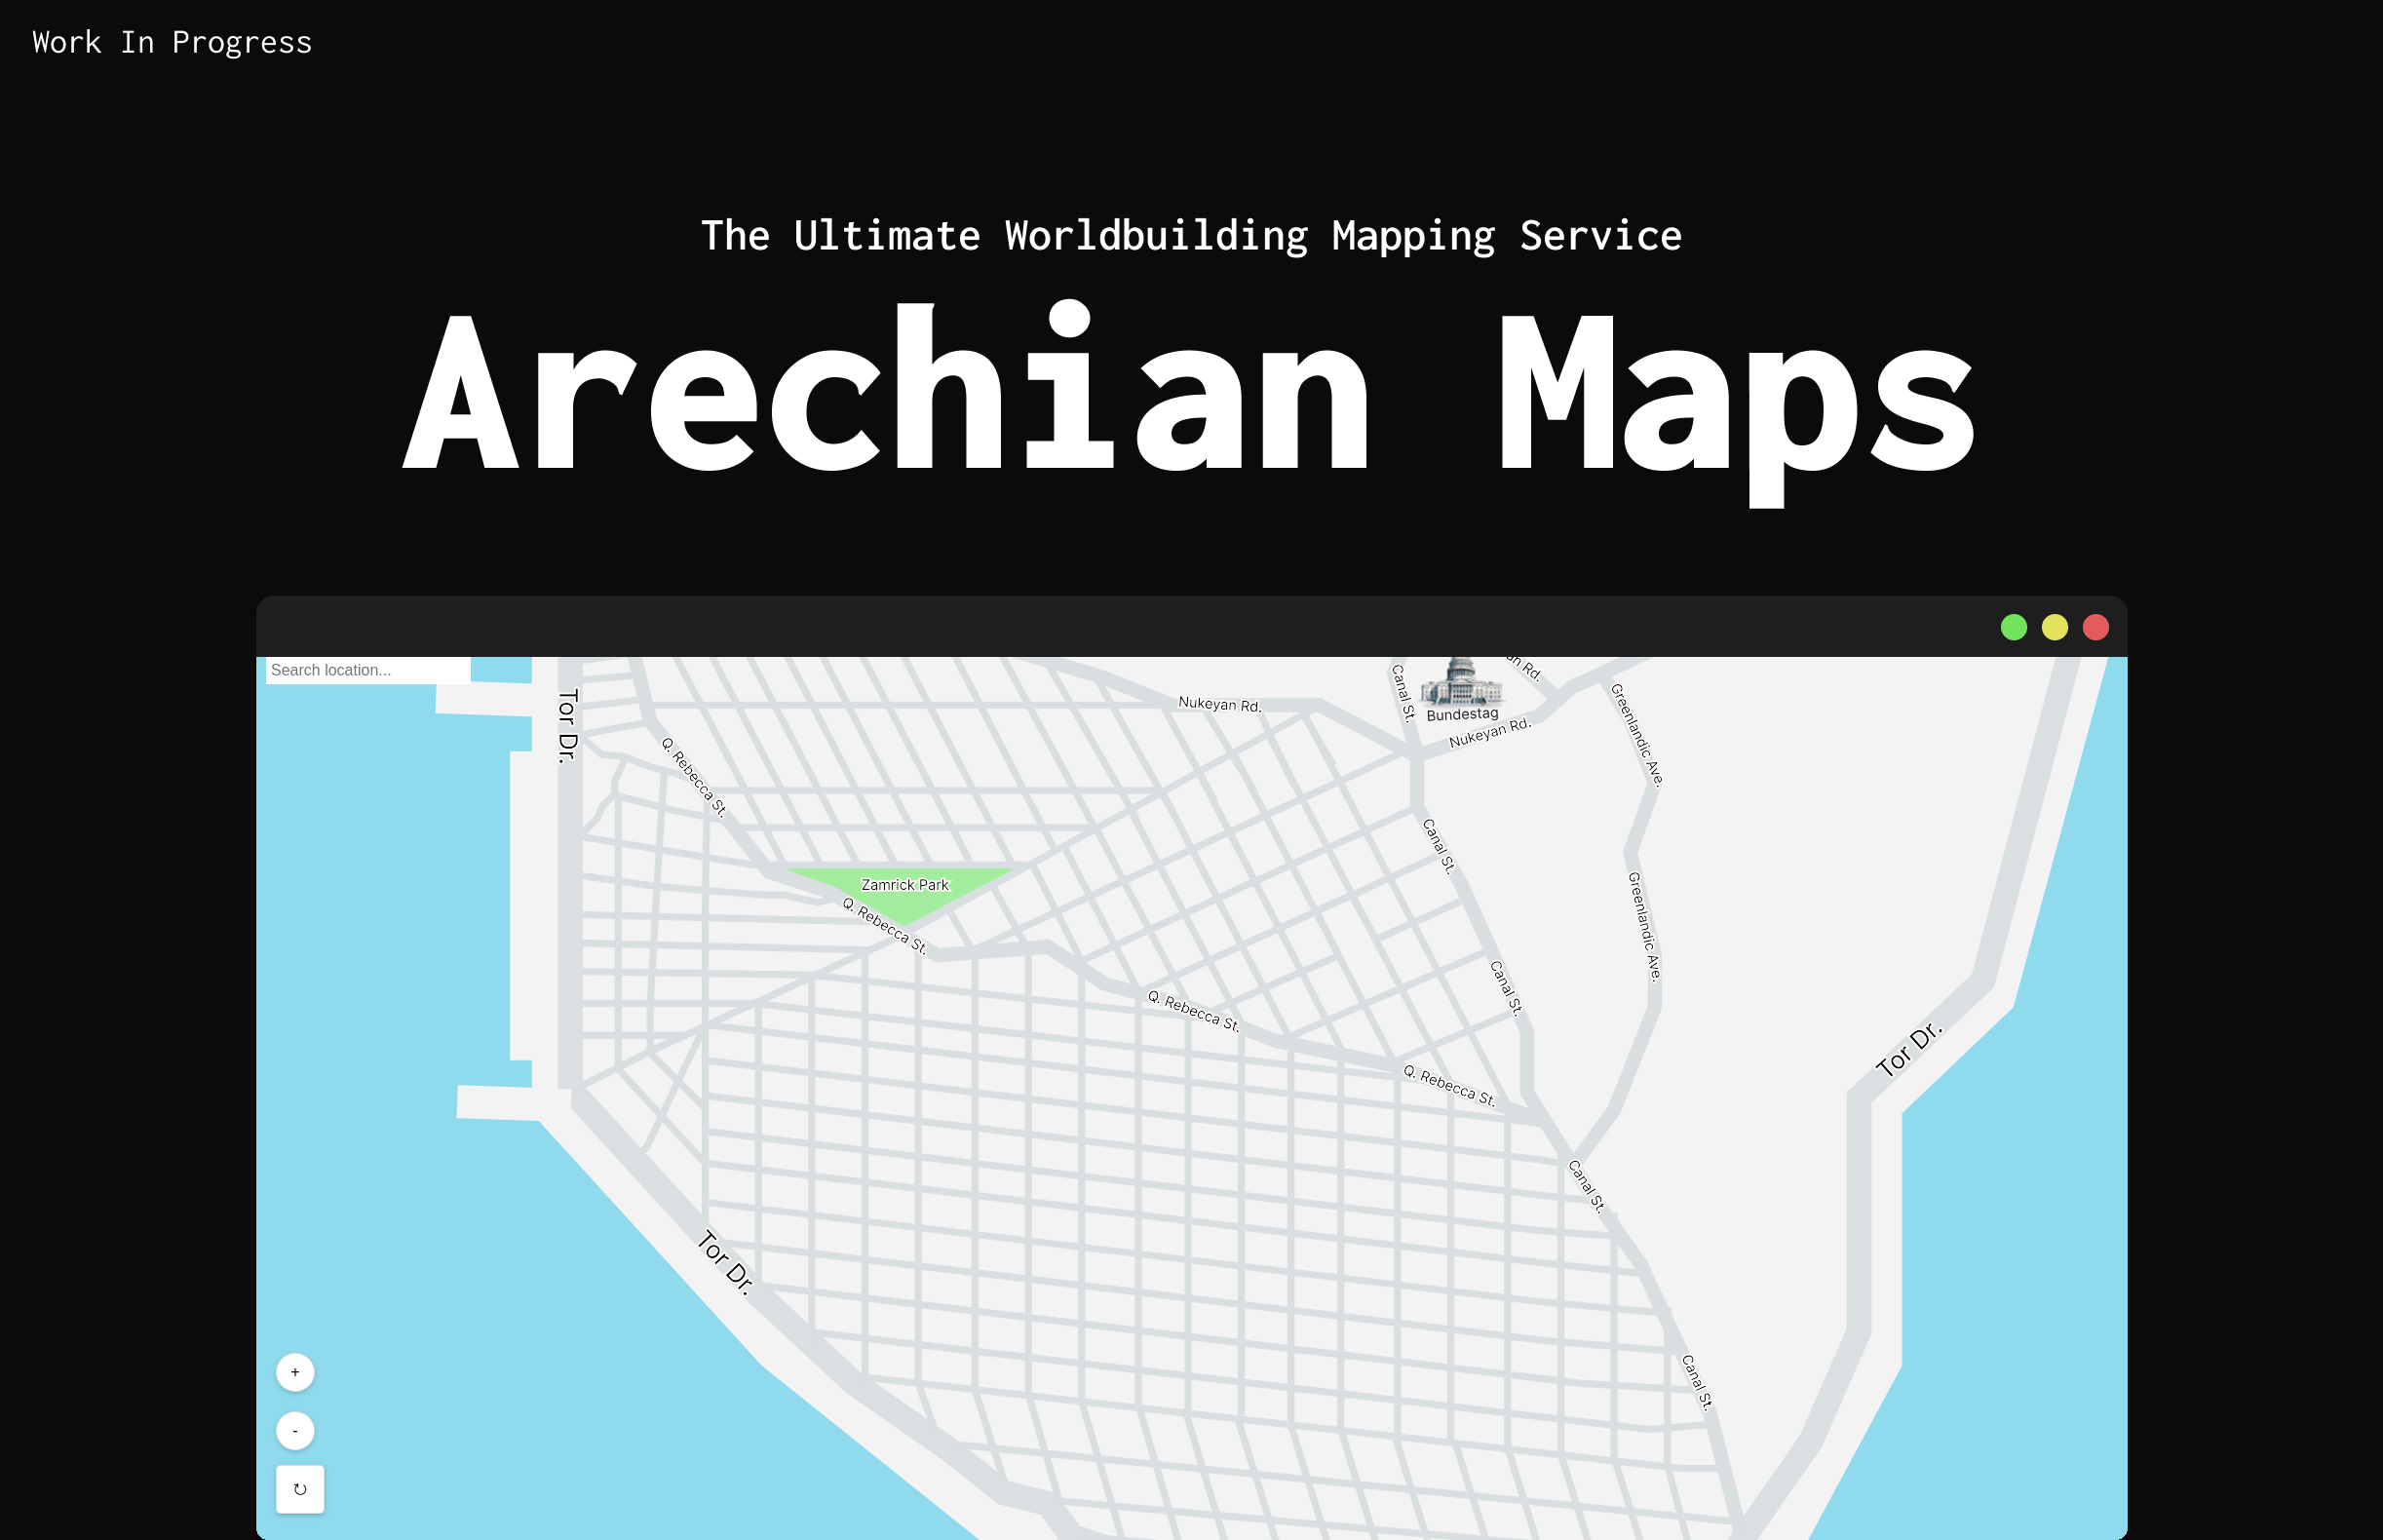 Work In Progress
The Ultimate Worldbuilding Mapping Service
Arechian Maps
Search location...
Tor Dr.
Canal St.
an Rd.
Nukeyan Rd.
Bundestag
Nukeyan Rd.
Greenlandic Ave.
Q. Rebecca St.
Canal St.
Zamrick Park
Greenlandic Ave.
Q. Rebecca St.
Canal St.
Q. Rebecca St.
Tor Dr.
Q. Rebecca St.
Canal St.
Tor Dr.
Canal St.
+
-
↻